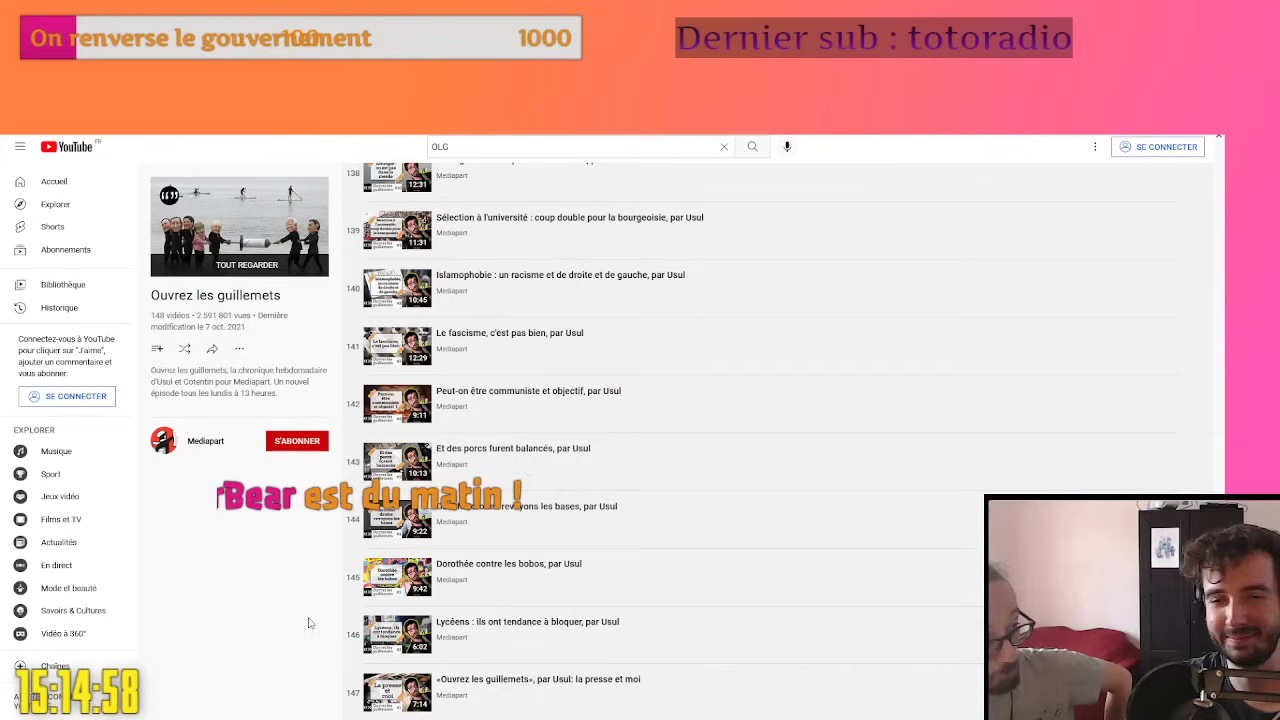 On renverse le gouvernement
100
1000
Dernier sub : totoradio
YouTube FR
OLG
SE CONNECTER
Accueil
Explorer
Shorts
Abonnements
Bibliothèque
Historique
Connectez-vous à YouTube
pour cliquer sur "J'aime",
ajouter un commentaire et
vous abonner.
SE CONNECTER
EXPLORER
Musique
Sport
Jeux vidéo
Films et TV
Actualités
En direct
Mode et beauté
Savoirs & Cultures
Vidéo à 360°
Chaînes
15:14:58
TOUT REGARDER
Ouvrez les guillemets
148 vidéos • 2 591 801 vues • Dernière
modification le 7 oct. 2021
Ouvrez les guillemets, la chronique hebdomadaire
d'Usul et Cotentin pour Mediapart. Un nouvel
épisode tous les lundis à 13 heures.
Mediapart
S'ABONNER
rBear est du matin !
138
12:31
Mediapart
139
11:31
Sélection à l'université : coup double pour la bourgeoisie, par Usul
Mediapart
140
10:45
Islamophobie : un racisme et de droite et de gauche, par Usul
Mediapart
141
12:29
Le fascisme, c'est pas bien, par Usul
Mediapart
142
9:11
Peut-on être communiste et objectif, par Usul
Mediapart
143
10:13
Et des porcs furent balancés, par Usul
Mediapart
144
9:22
revoyons les bases, par Usul
145
9:42
Dorothée contre les bobos, par Usul
Mediapart
146
6:02
Lycéens : ils ont tendance à bloquer, par Usul
Mediapart
147
7:14
«Ouvrez les guillemets», par Usul: la presse et moi
Mediapart